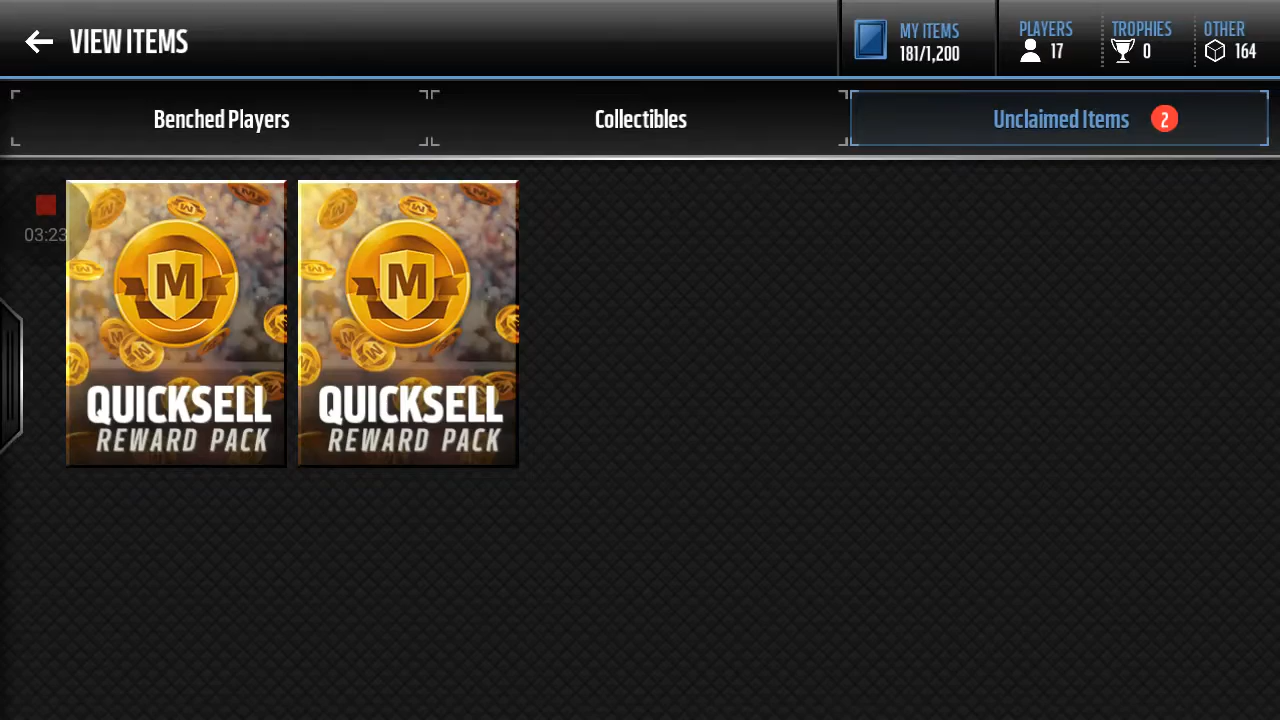 VIEW ITEMS
MY ITEMS
181/1,200
PLAYERS
17
TROPHIES
0
OTHER
164
Benched Players
Collectibles
Unclaimed Items
2
03:23
M
QUICKSELL
REWARD PACK
M
QUICKSELL
REWARD PACK